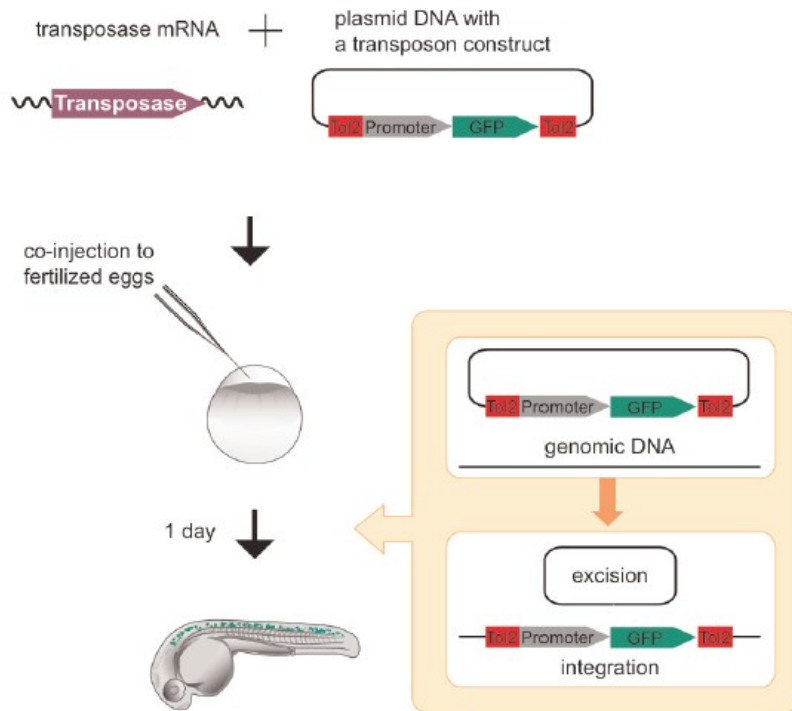 transposase mRNA + plasmid DNA with
a transposon construct
Transposase
Tol2 Promoter GFP Tol2
co-injection to
fertilized eggs
Tol2 Promoter GFP Tol2
genomic DNA
1 day
excision
Tol2 Promoter GFP Tol2
integration